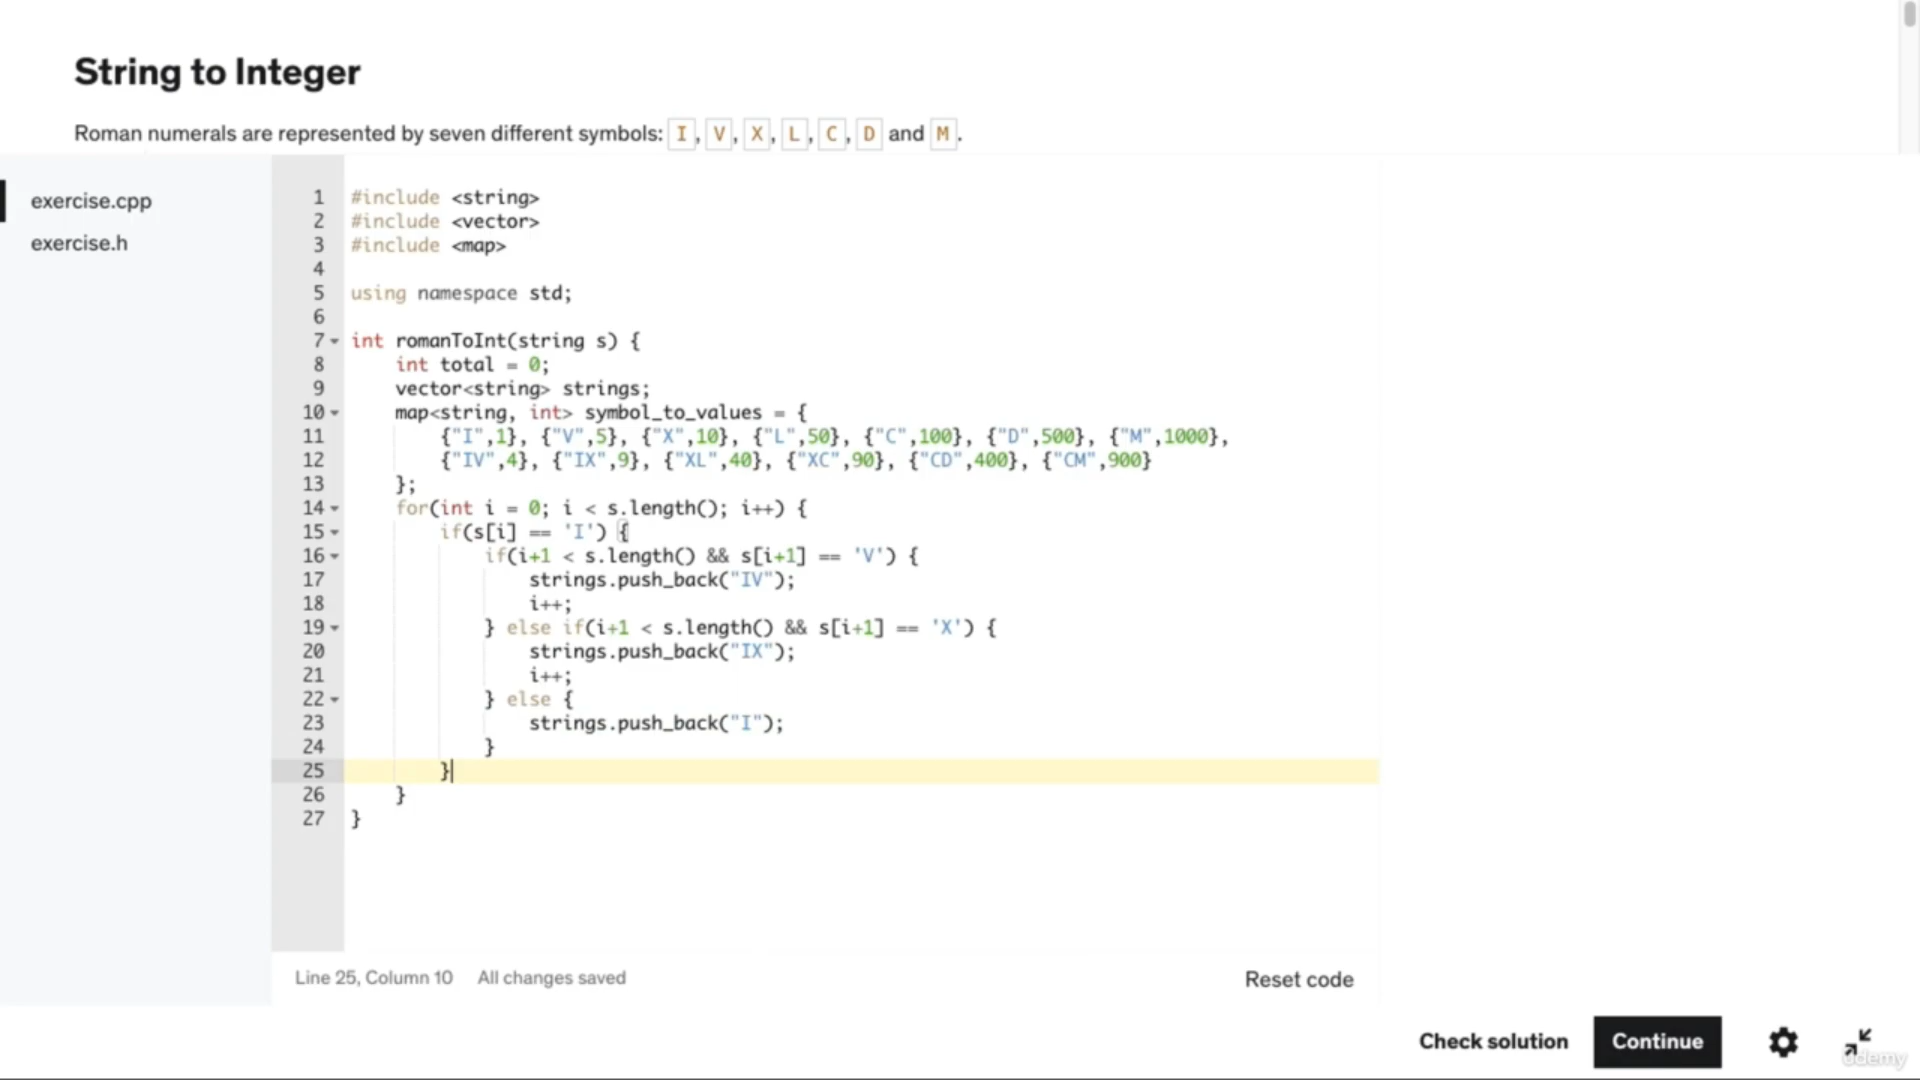 String to Integer
Roman numerals are represented by seven different symbols: I, V, X, L, C, D and M.
exercise.cpp
exercise.h
1 #include <string>
2 #include <vector>
3 #include <map>
4
5 using namespace std;
6
7 int romanToInt(string s) {
8     int total = 0;
9     vector<string> strings;
10     map<string, int> symbol_to_values = {
11         {"I",1}, {"V",5}, {"X",10}, {"L",50}, {"C",100}, {"D",500}, {"M",1000},
12         {"IV",4}, {"IX",9}, {"XL",40}, {"XC",90}, {"CD",400}, {"CM",900}
13     };
14     for(int i = 0; i < s.length(); i++) {
15         if(s[i] == 'I') {
16             if(i+1 < s.length() && s[i+1] == 'V') {
17                 strings.push_back("IV");
18                 i++;
19             } else if(i+1 < s.length() && s[i+1] == 'X') {
20                 strings.push_back("IX");
21                 i++;
22             } else {
23                 strings.push_back("I");
24             }
25         }
26     }
27 }
Line 25, Column 10 All changes saved
Reset code
Check solution
Continue
udemy